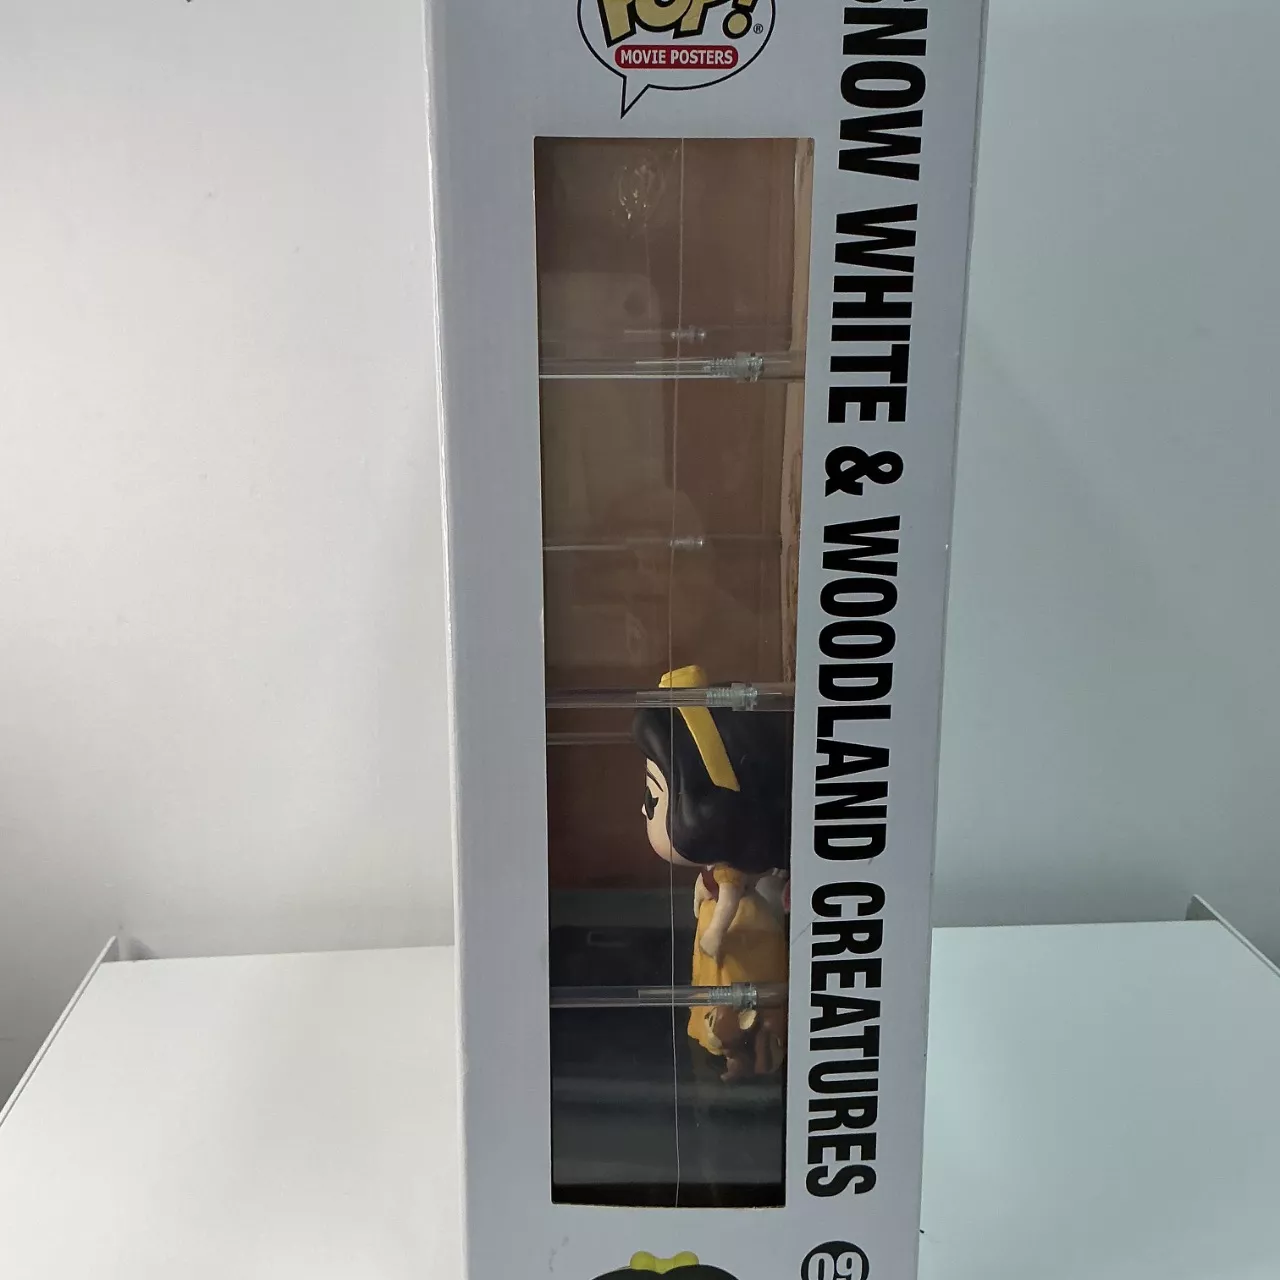 POP!®
MOVIE POSTERS
SNOW WHITE & WOODLAND CREATURES
09